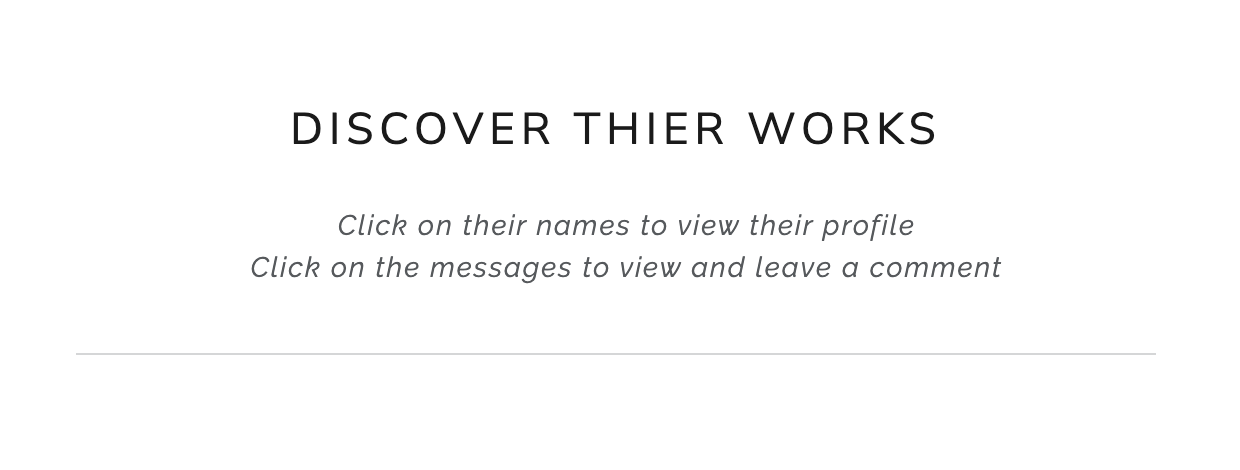 DISCOVER THIER WORKS
Click on their names to view their profile
Click on the messages to view and leave a comment